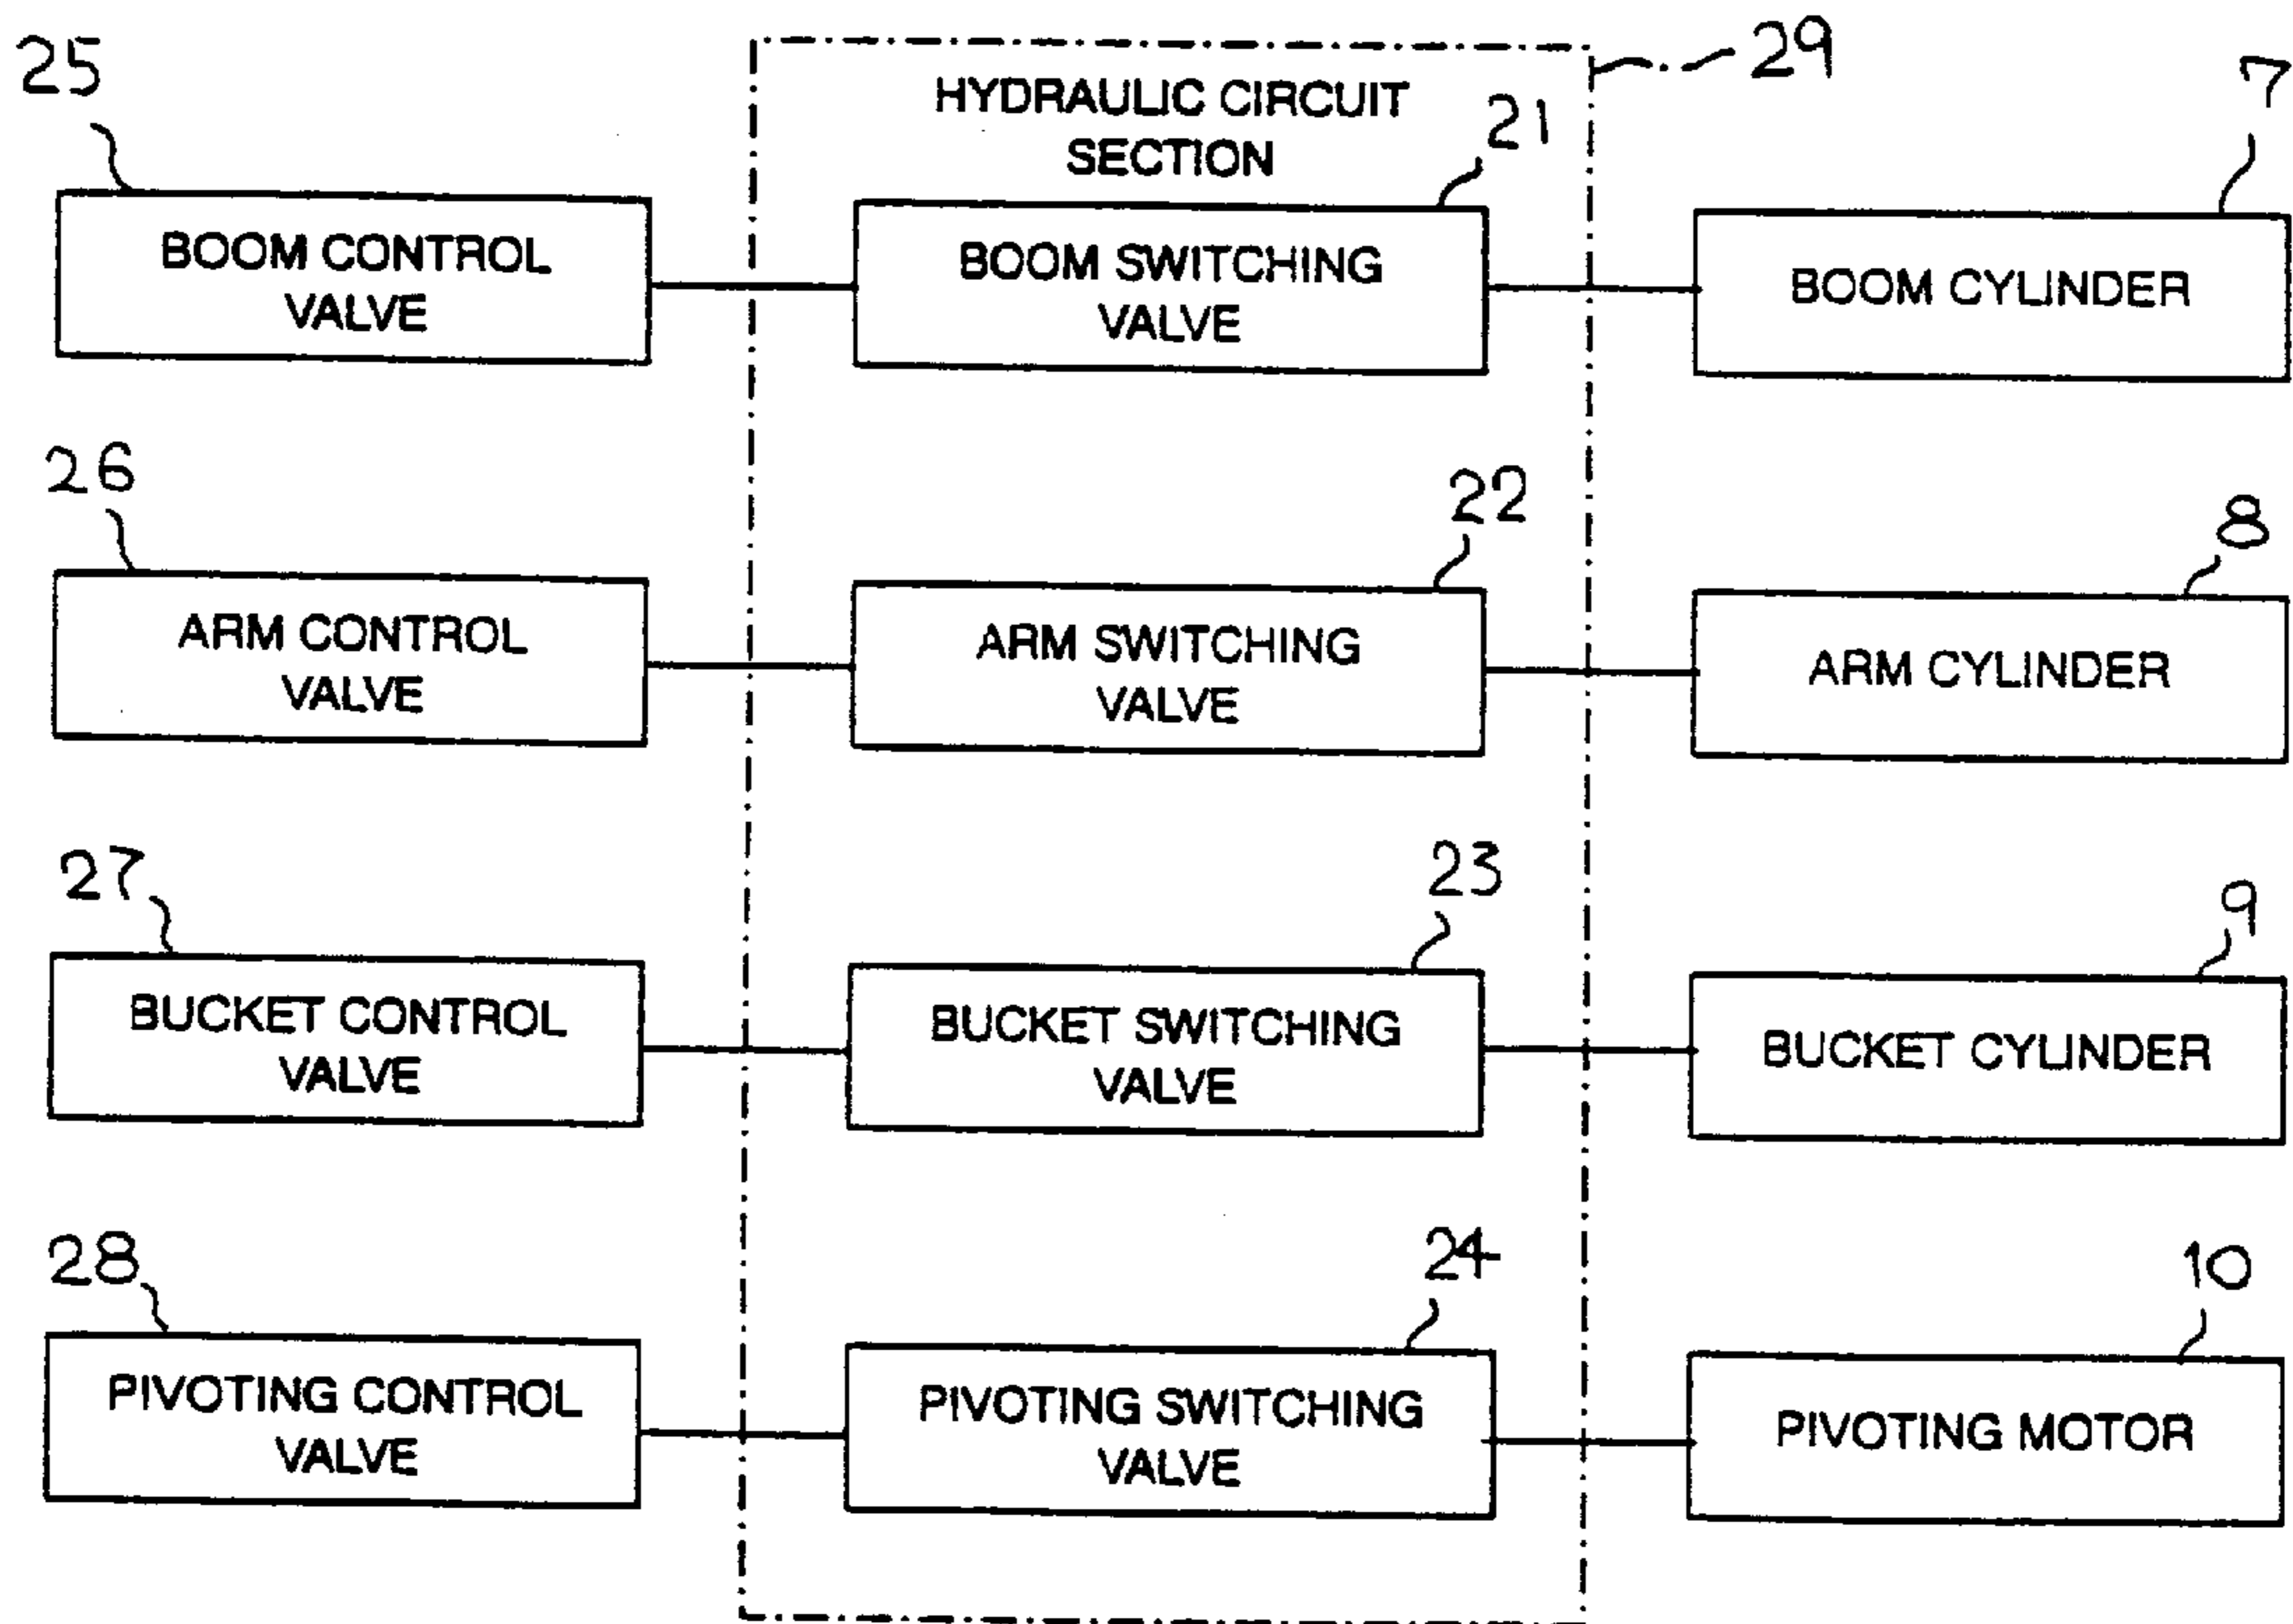 25
29
7
HYDRAULIC CIRCUIT
SECTION
21
BOOM CONTROL
VALVE
BOOM SWITCHING
VALVE
BOOM CYLINDER
26
22
8
ARM CONTROL
VALVE
ARM SWITCHING
VALVE
ARM CYLINDER
27
23
9
BUCKET CONTROL
VALVE
BUCKET SWITCHING
VALVE
BUCKET CYLINDER
28
24
10
PIVOTING CONTROL
VALVE
PIVOTING SWITCHING
VALVE
PIVOTING MOTOR